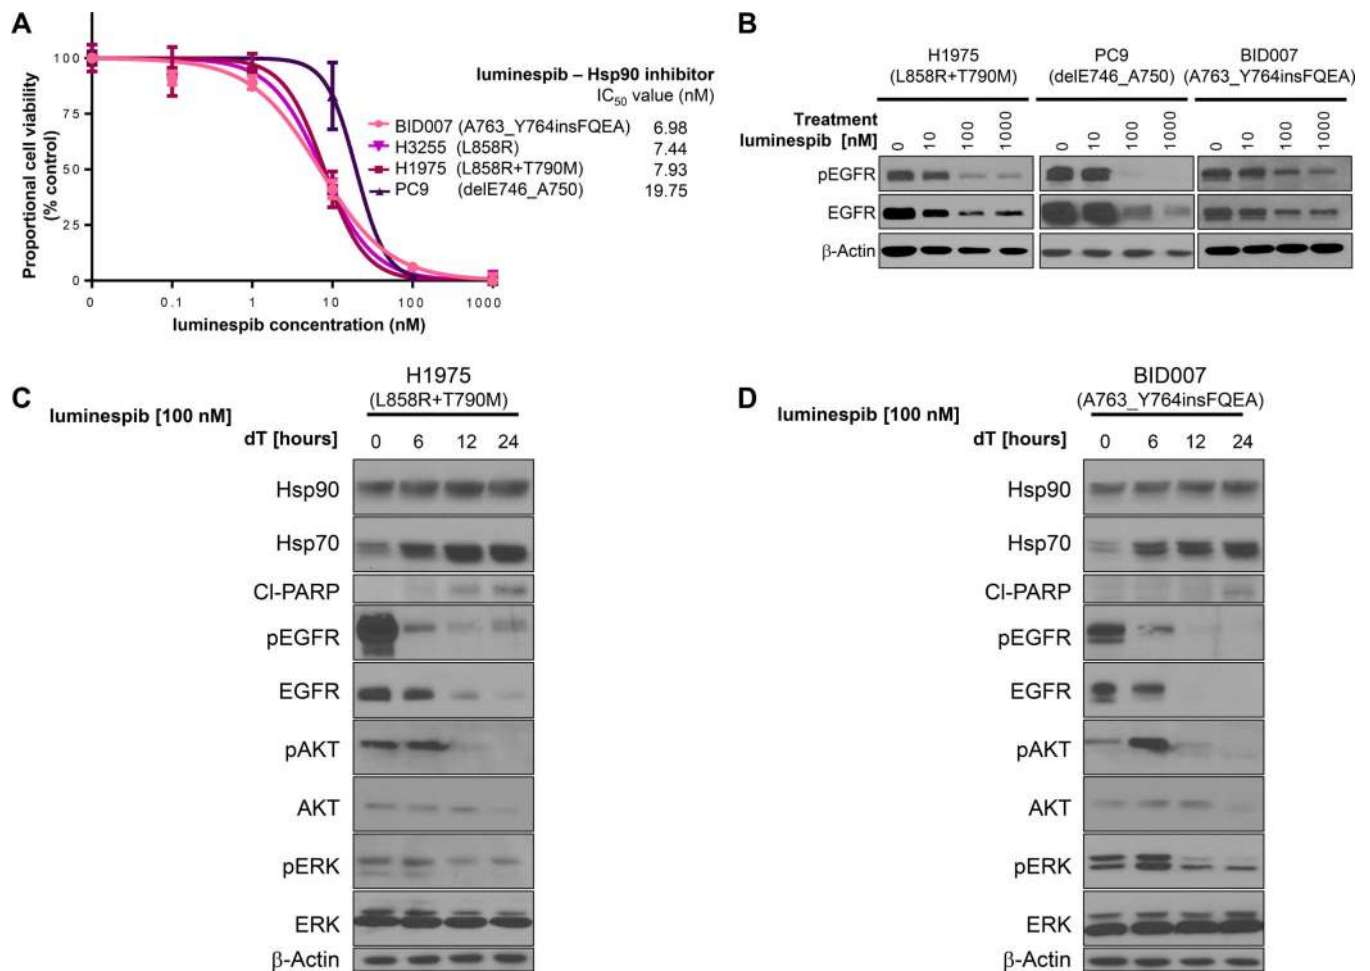 A
100
75
50
25
0
Proportional cell viability
(% control)
0 0.1 1 10 100 1000
luminespib concentration (nM)
luminespib – Hsp90 inhibitor
IC50 value (nM)
BID007 (A763_Y764insFQEA) 6.98
H3255 (L858R) 7.44
H1975 (L858R+T790M) 7.93
PC9 (delE746_A750) 19.75
B
H1975 PC9 BID007
(L858R+T790M) (delE746_A750) (A763_Y764insFQEA)
Treatment
luminespib [nM] 0 10 100 1000 0 10 100 1000 0 10 100 1000
pEGFR
EGFR
β-Actin
C
H1975
(L858R+T790M)
luminespib [100 nM]
dT [hours] 0 6 12 24
Hsp90
Hsp70
Cl-PARP
pEGFR
EGFR
pAKT
AKT
pERK
ERK
β-Actin
D
BID007
(A763_Y764insFQEA)
luminespib [100 nM]
dT [hours] 0 6 12 24
Hsp90
Hsp70
Cl-PARP
pEGFR
EGFR
pAKT
AKT
pERK
ERK
β-Actin